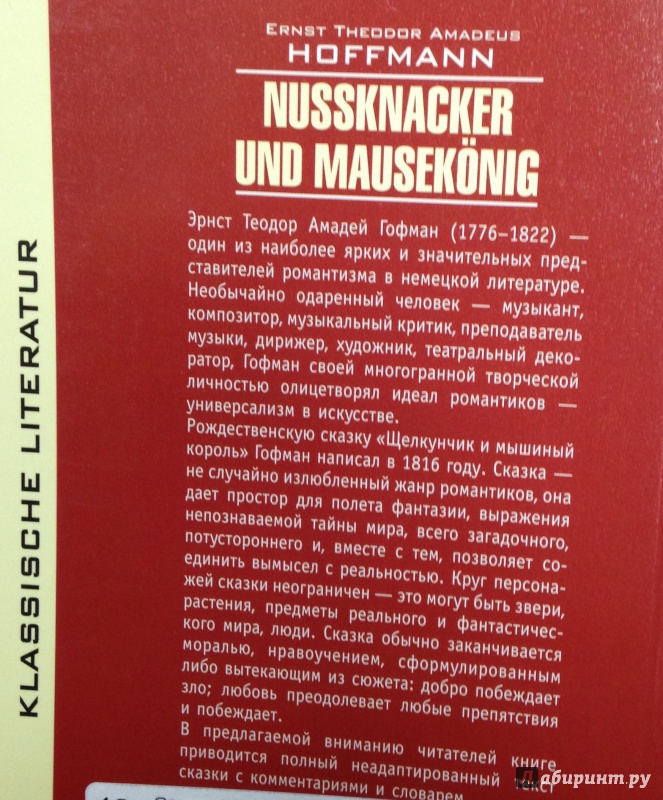 ERNST THEODOR AMADEUS
HOFFMANN
NUSSKNACKER
UND MAUSEKÖNIG
Эрнст Теодор Амадей Гофман (1776–1822) —
один из наиболее ярких и значительных пред-
ставителей романтизма в немецкой литературе.
Необычайно одаренный человек — музыкант,
композитор, музыкальный критик, преподаватель
музыки, дирижер, художник, театральный деко-
ратор, Гофман своей многогранной творческой
личностью олицетворял идеал романтиков —
универсализм в искусстве.
Рождественскую сказку «Щелкунчик и мышиный
король» Гофман написал в 1816 году. Сказка —
не случайно излюбленный жанр романтиков, она
дает простор для полета фантазии, выражения
непознаваемой тайны мира, всего загадочного,
потустороннего и, вместе с тем, позволяет со-
единить вымысел с реальностью. Круг персона-
жей сказки неограничен — это могут быть звери,
растения, предметы реального и фантастичес-
кого мира, люди. Сказка обычно заканчивается
моралью, нравоучением, сформулированным
либо вытекающим из сюжета: добро побеждает
зло; любовь преодолевает любые препятствия
и побеждает.
В предлагаемой вниманию читателей книге
приводится полный неадаптированный текст
сказки с комментариями и словарем.
KLASSISCHE LITERATUR
Лабиринт.ру